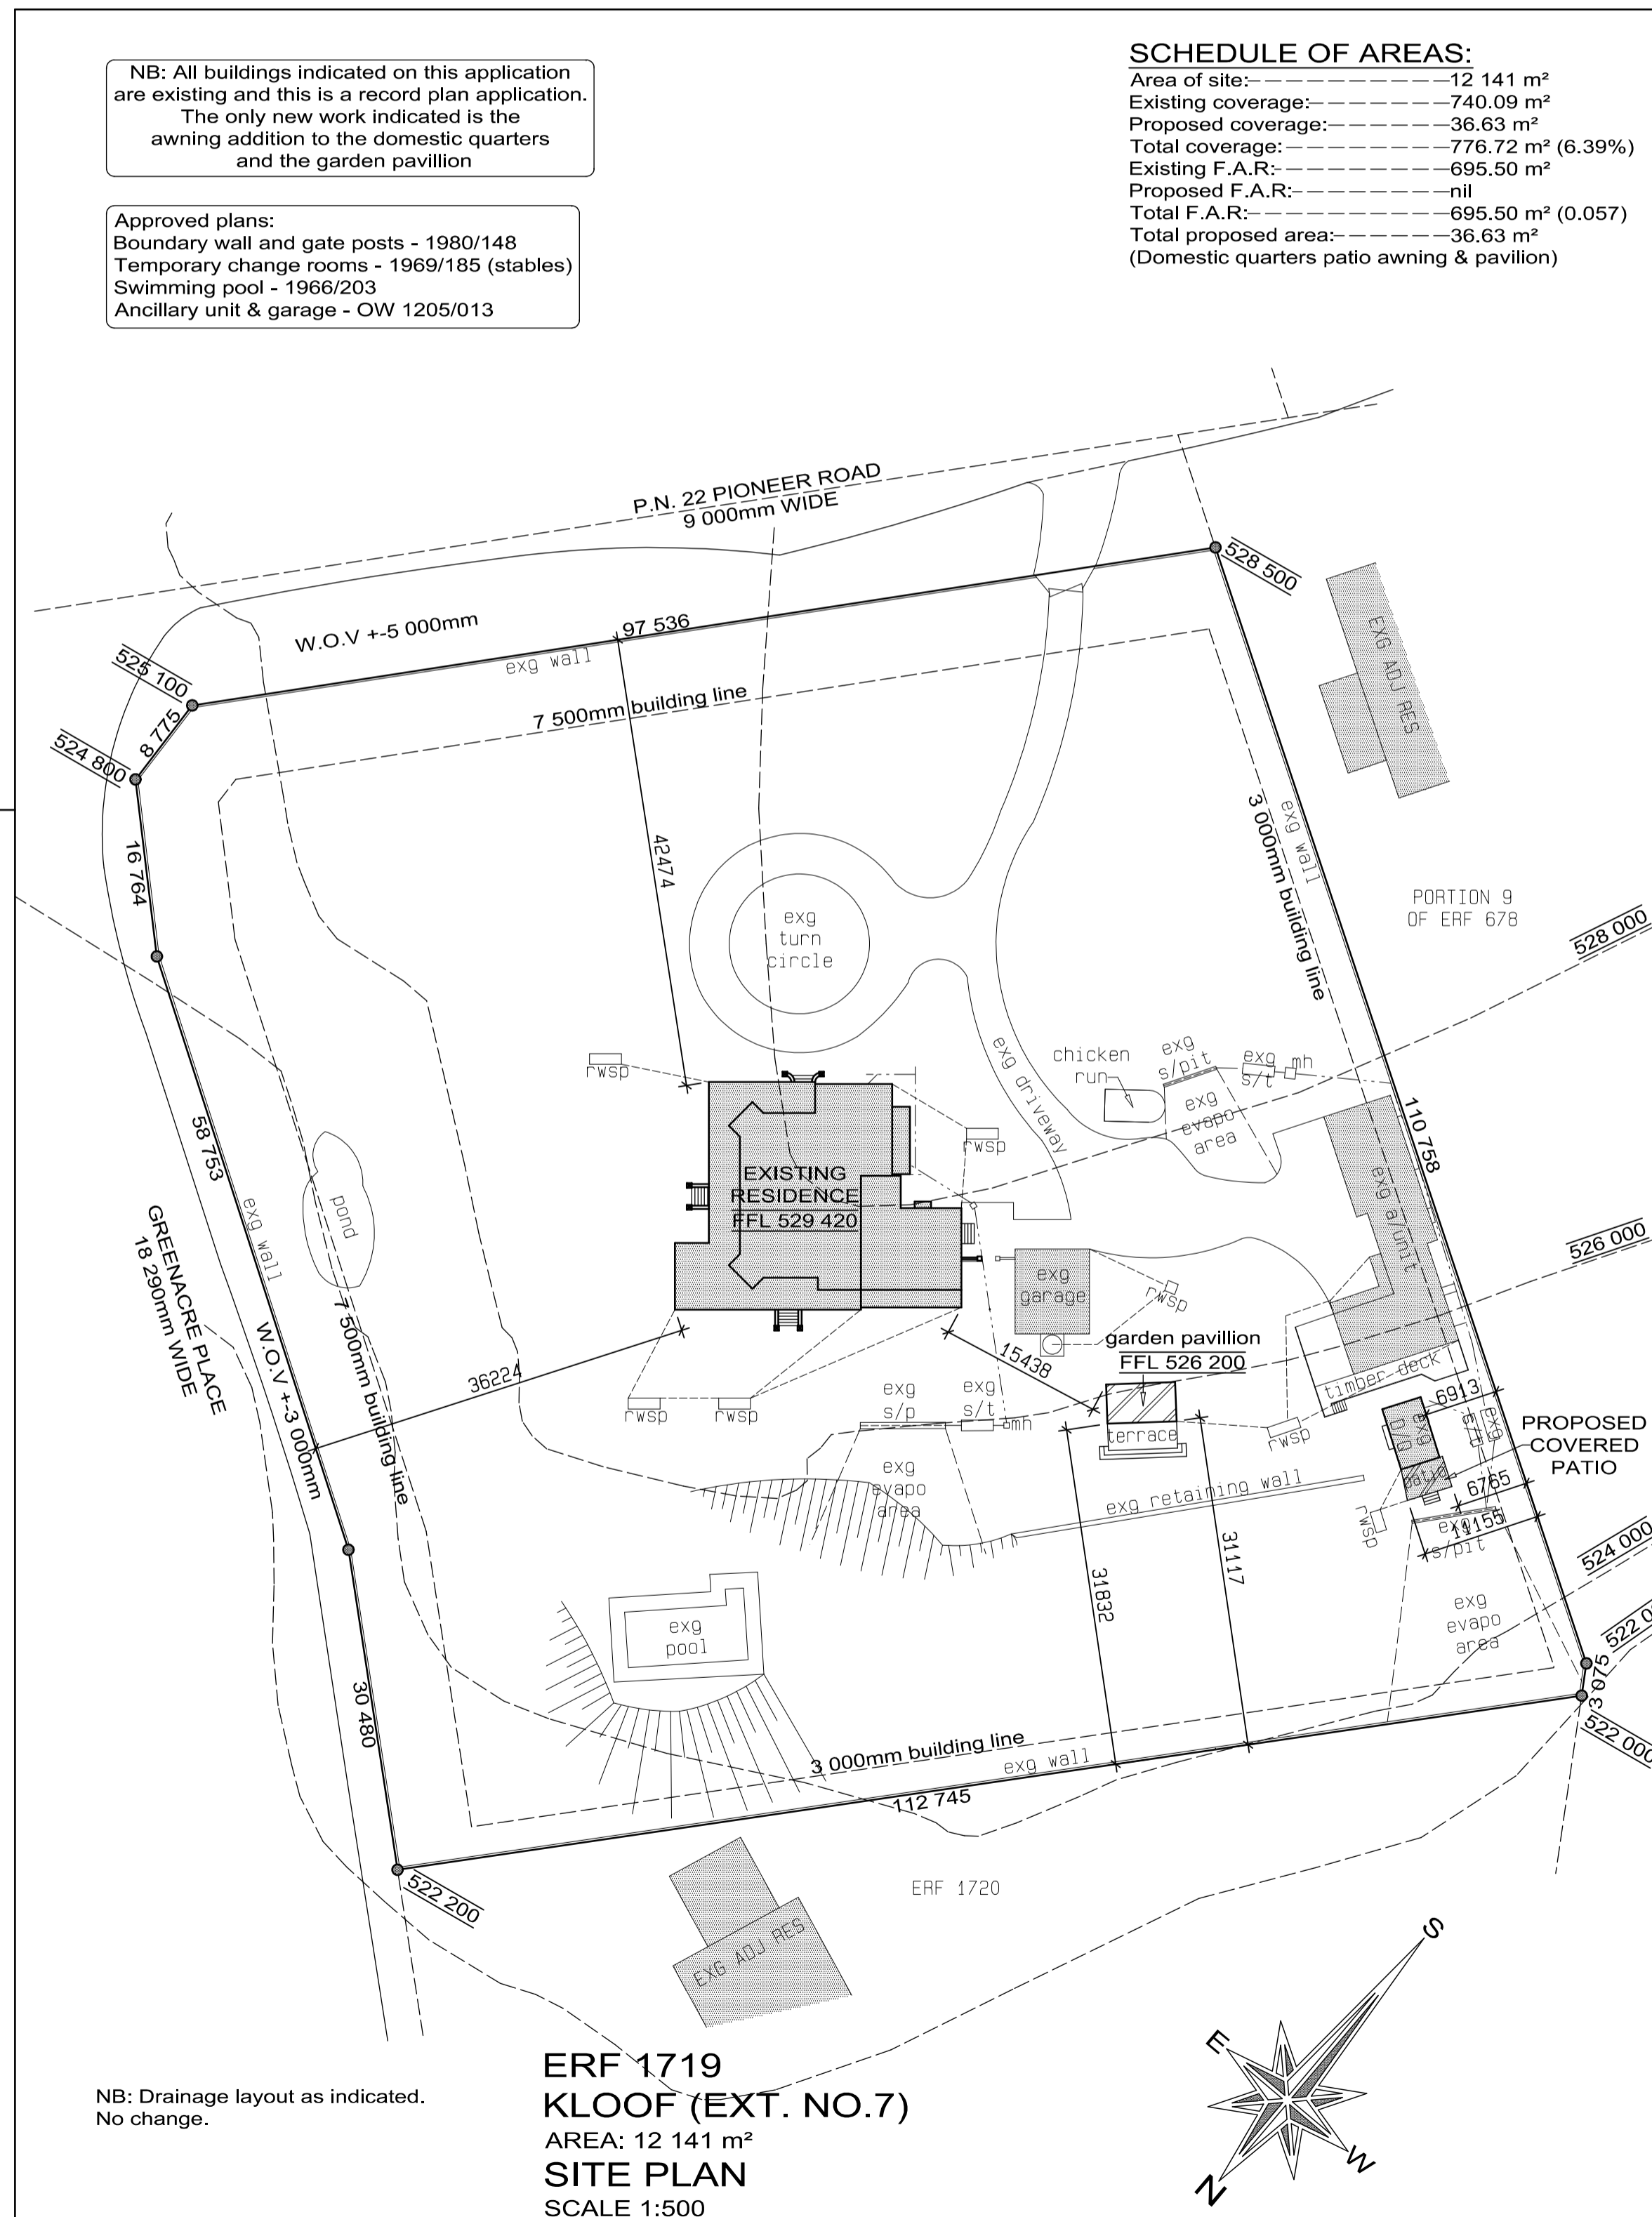 NB: All buildings indicated on this application
are existing and this is a record plan application.
The only new work indicated is the
awning addition to the domestic quarters
and the garden pavillion
Approved plans:
Boundary wall and gate posts - 1980/148
Temporary change rooms - 1969/185 (stables)
Swimming pool - 1966/203
Ancillary unit & garage - OW 1205/013
SCHEDULE OF AREAS:
Area of site: 12 141 m²
Existing coverage: 740.09 m²
Proposed coverage: 36.63 m²
Total coverage: 776.72 m² (6.39%)
Existing F.A.R: 695.50 m²
Proposed F.A.R: nil
Total F.A.R: 695.50 m² (0.057)
Total proposed area: 36.63 m²
(Domestic quarters patio awning & pavilion)
P.N. 22 PIONEER ROAD
9 000mm WIDE
528 500
W.O.V +-5 000mm
97 536
exg wall
525 100
8 775
524 800
7 500mm building line
EXG ADJ RES
3 000mm building line
exg wall
16 764
42474
exg
turn
circle
PORTION 9
OF ERF 678
528 000
rwsp
exg driveway
chicken
run
exg
s/pit
exg
s/t
mh
exg
evapo
area
110 758
58 753
exg wall
pond
rwsp
EXISTING
RESIDENCE
FFL 529 420
exg a/unit
GREENACRE PLACE
18 290mm WIDE
526 000
exg
garage
rwsp
W.O.V +-3 000mm
7 500mm building line
36224
15438
garden pavillion
FFL 526 200
timber deck
6913
rwsp
rwsp
exg
s/p
exg
s/t
mh
terrace
rwsp
exg
D/Q
exg
s/t
patio
PROPOSED
COVERED
PATIO
6765
exg
evapo
area
exg retaining wall
rwsp
exg
s/pit
11155
524 000
31832
31117
exg
pool
exg
evapo
area
522 0
3 075
522 000
30 480
3 000mm building line
exg wall
112 745
522 200
ERF 1720
EXG ADJ RES
S
E
W
N
NB: Drainage layout as indicated.
No change.
ERF 1719
KLOOF (EXT. NO.7)
AREA: 12 141 m²
SITE PLAN
SCALE 1:500